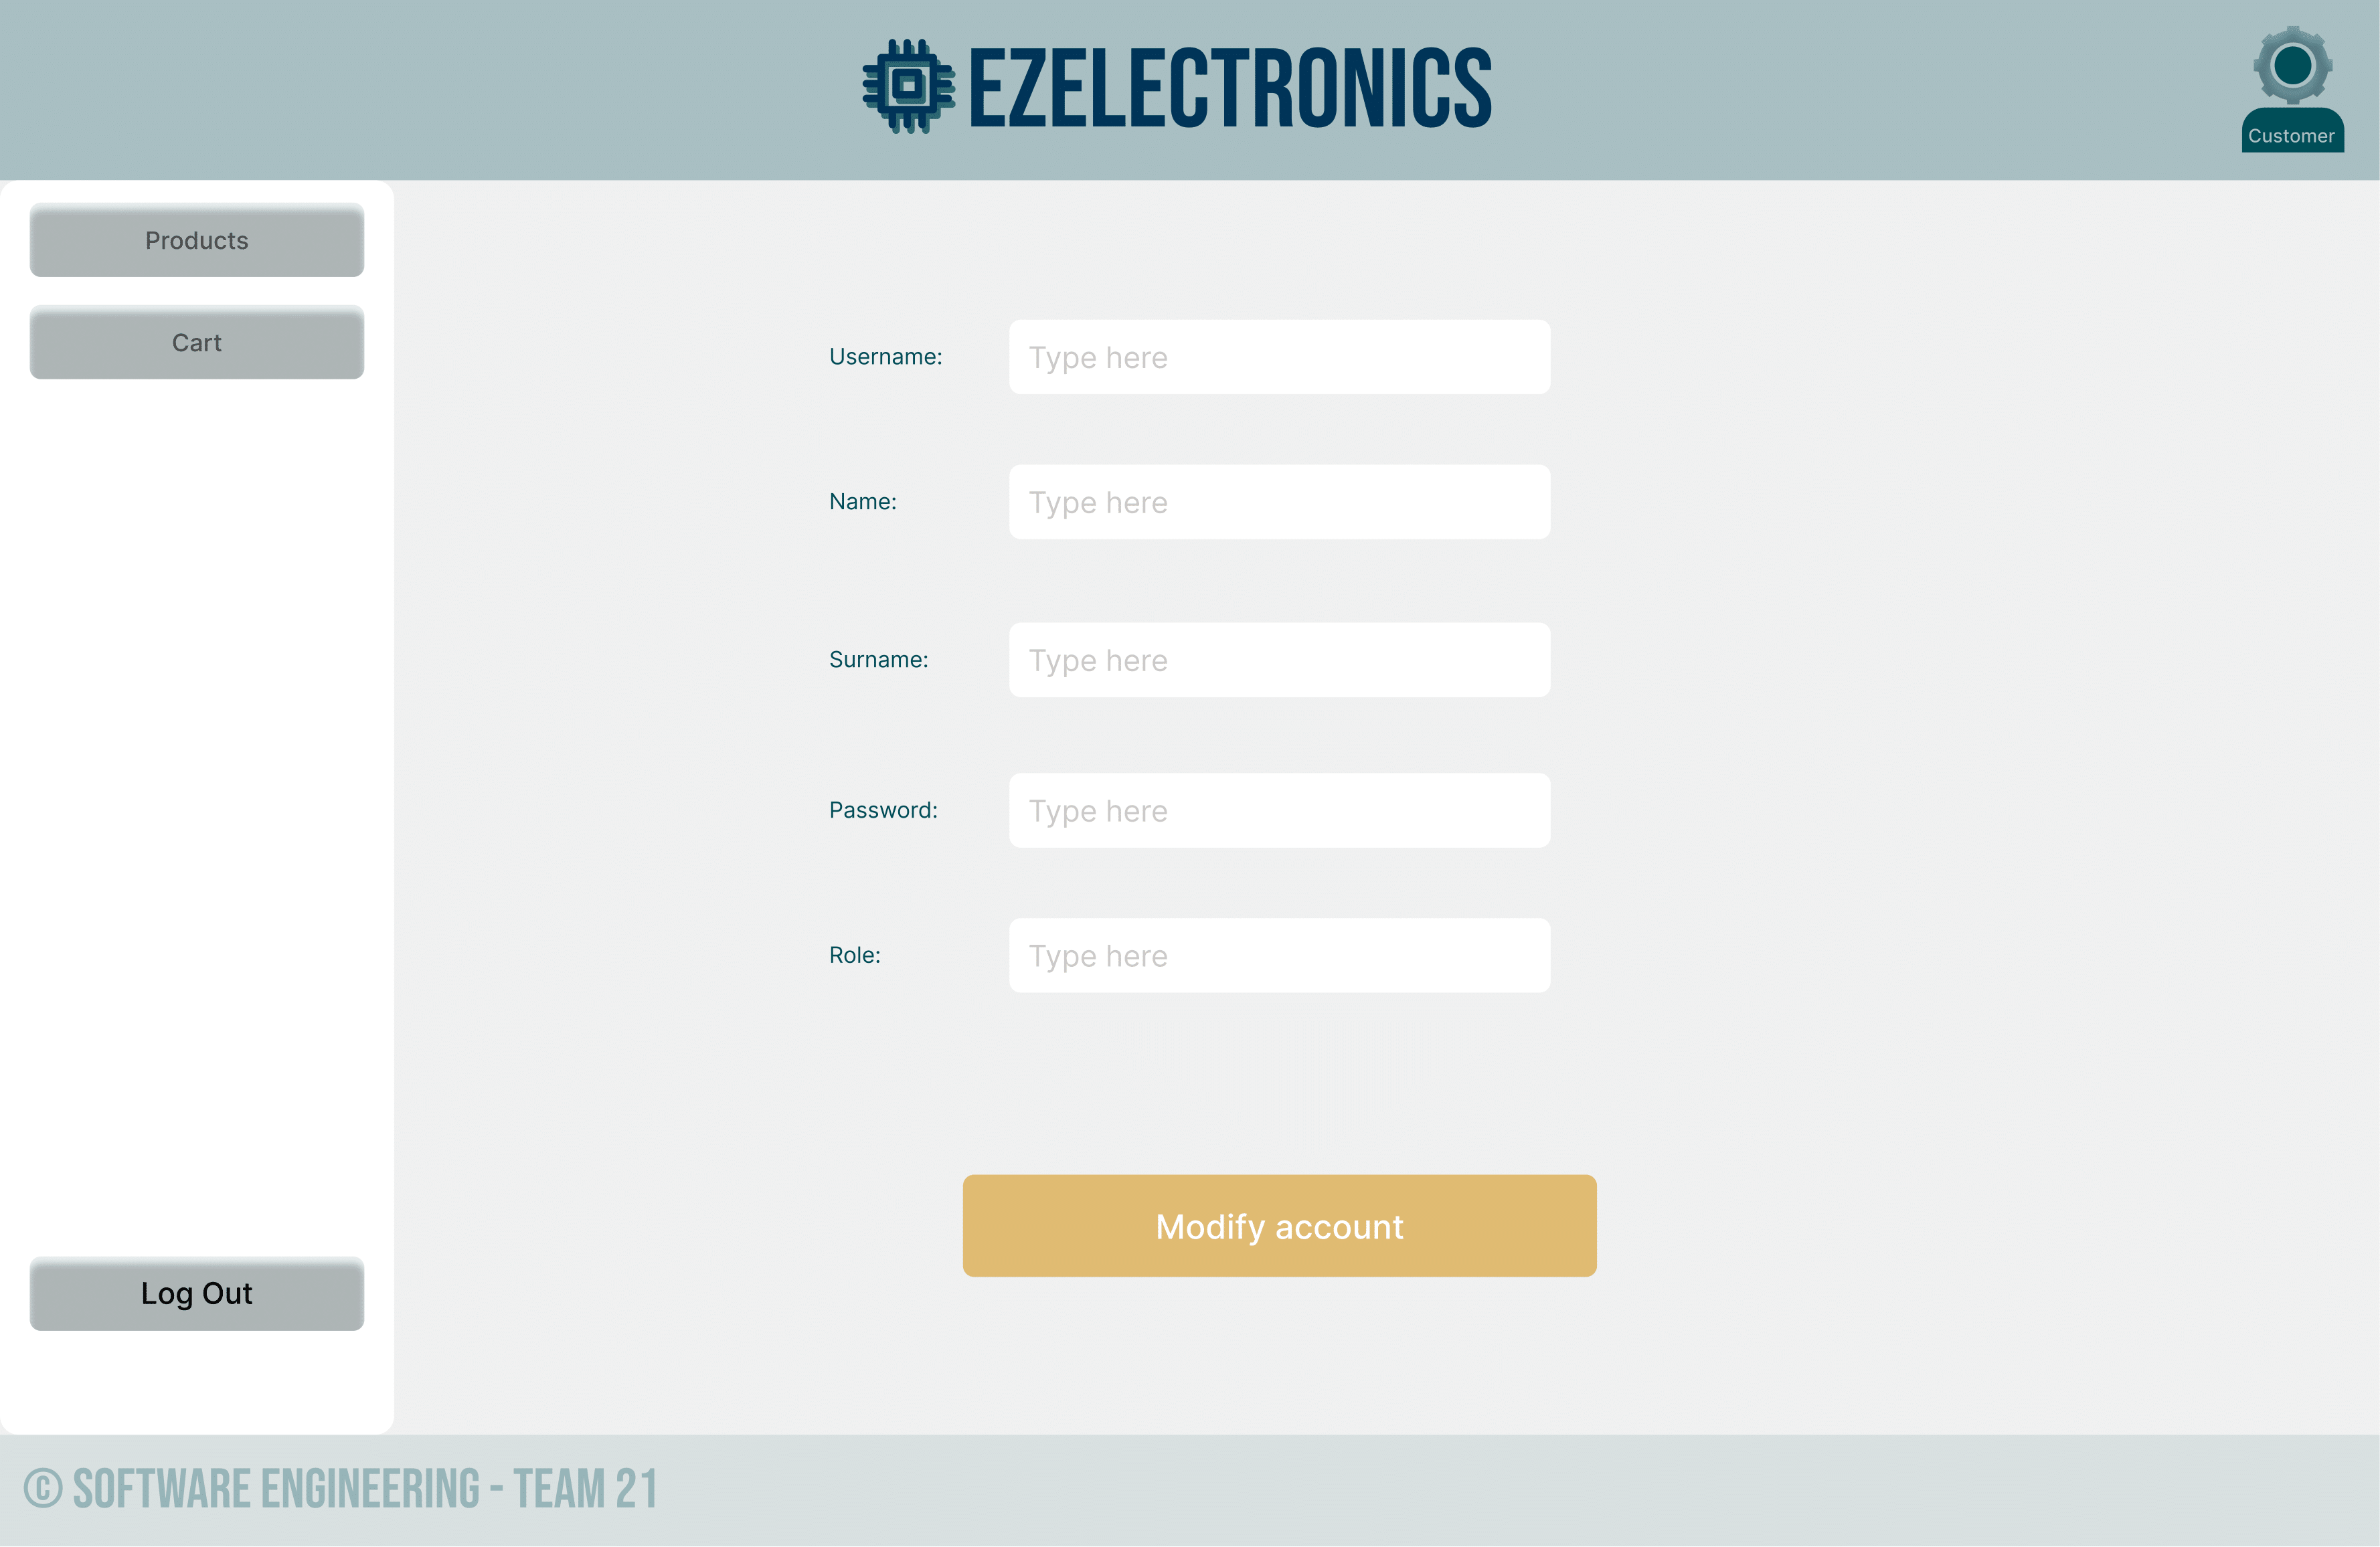 EZELECTRONICS
Customer
Products
Cart
Username:
Type here
Name:
Type here
Surname:
Type here
Password:
Type here
Role:
Type here
Modify account
Log Out
© SOFTWARE ENGINEERING - TEAM 21